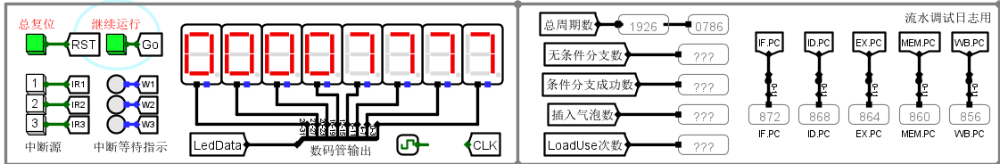 总复位 继续运行
RST Go
1 IR1 W1
2 IR2 W2
3 IR3 W3
中断源 中断等待指示
LedData 数码管输出 CLK
总周期数 1926 0786
无条件分支数 ???
条件分支成功数 ???
插入气泡数 ???
LoadUse次数 ???
流水调试日志用
IF.PC ID.PC EX.PC MEM.PC WB.PC
872 868 864 860 856
IF.PC ID.PC EX.PC MEM.PC WB.PC